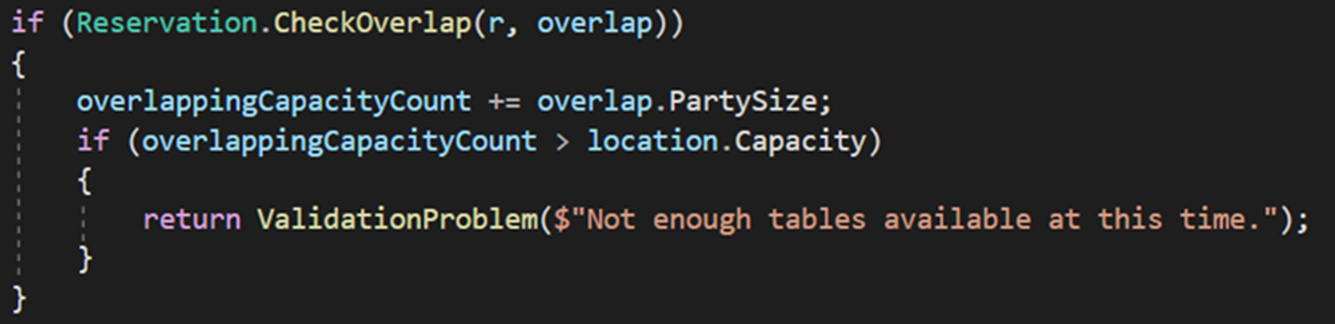 if (Reservation.CheckOverlap(r, overlap))
{
    overlappingCapacityCount += overlap.PartySize;
    if (overlappingCapacityCount > location.Capacity)
    {
        return ValidationProblem($"Not enough tables available at this time.");
    }
}